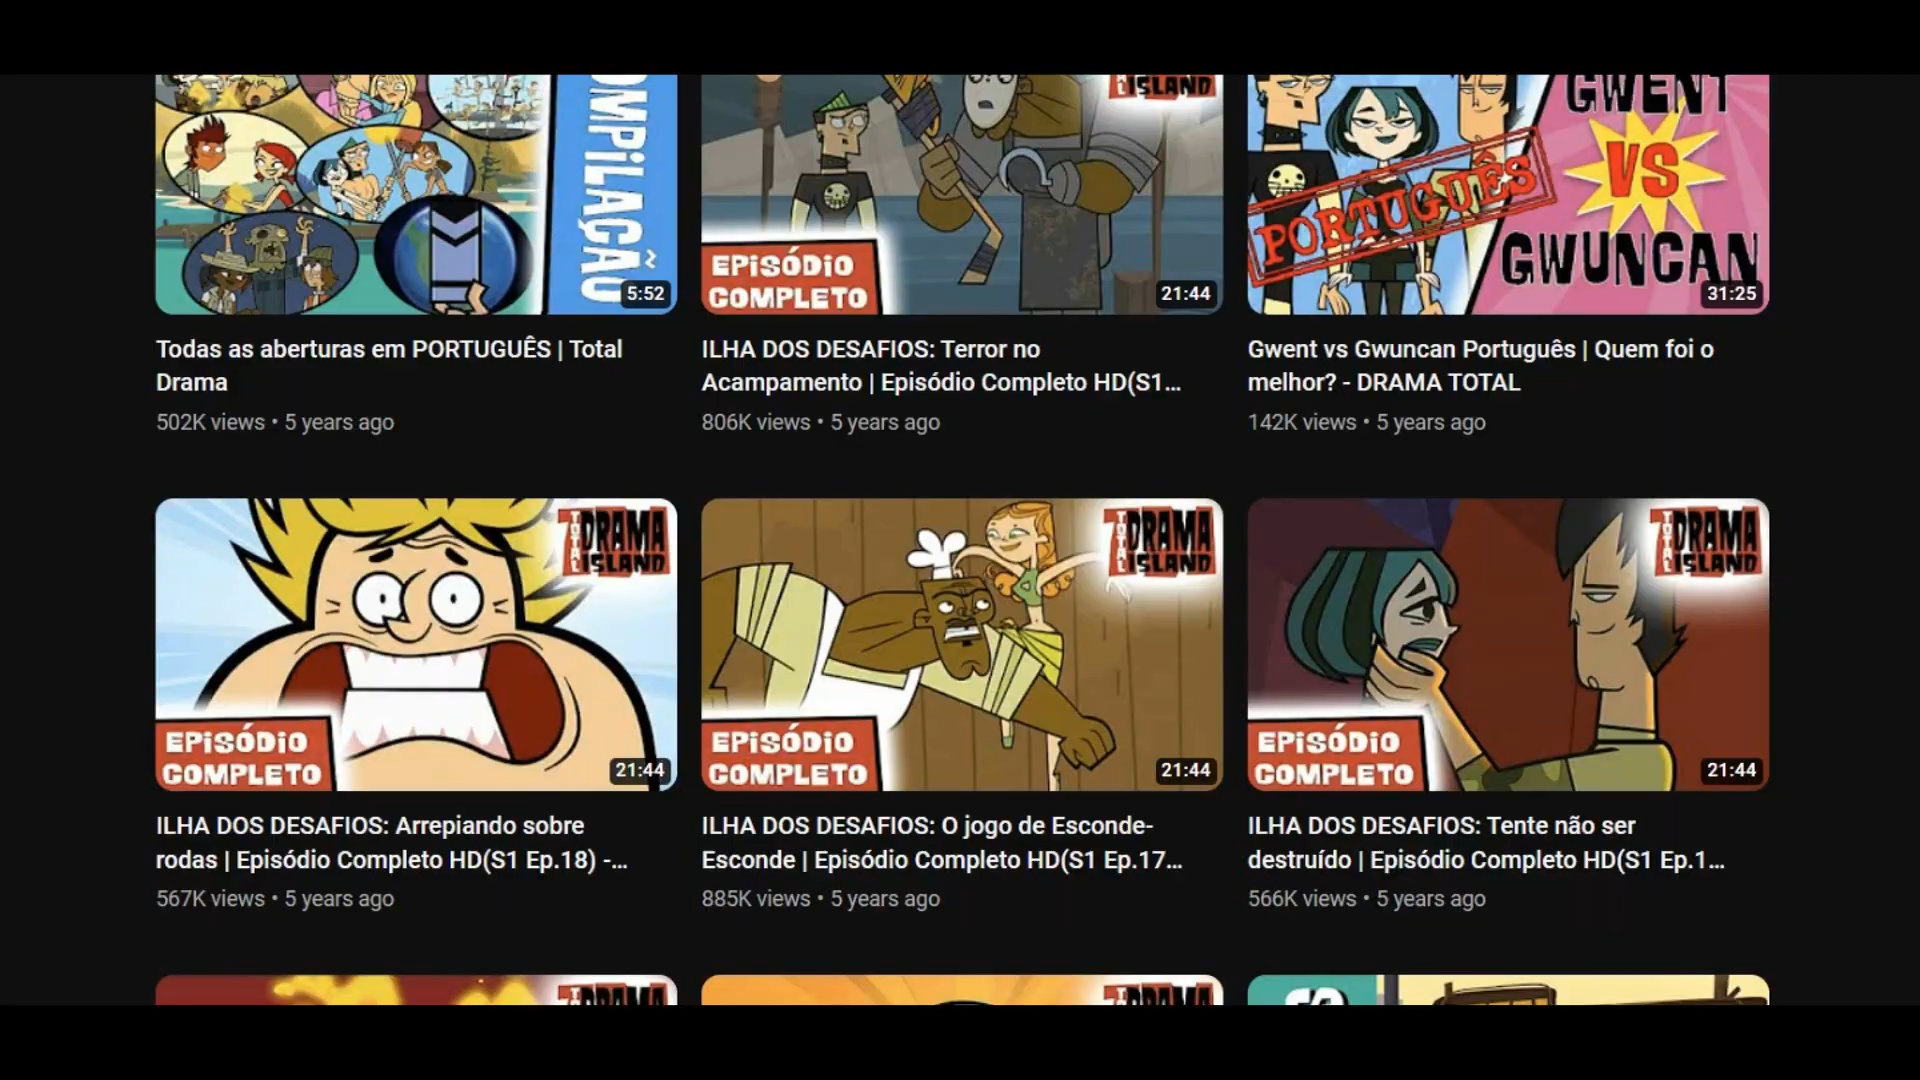 OMPILAÇÃO
5:52
ISLAND
EPISÓDIO
COMPLETO
21:44
PORTUGUÊS
GWENT
VS
GWUNCAN
31:25
Todas as aberturas em PORTUGUÊS | Total
Drama
502K views • 5 years ago
ILHA DOS DESAFIOS: Terror no
Acampamento | Episódio Completo HD(S1...
806K views • 5 years ago
Gwent vs Gwuncan Português | Quem foi o
melhor? - DRAMA TOTAL
142K views • 5 years ago
TOTAL
DRAMA
ISLAND
EPISÓDIO
COMPLETO
21:44
TOTAL
DRAMA
ISLAND
EPISÓDIO
COMPLETO
21:44
TOTAL
DRAMA
ISLAND
EPISÓDIO
COMPLETO
21:44
ILHA DOS DESAFIOS: Arrepiando sobre
rodas | Episódio Completo HD(S1 Ep.18) -...
567K views • 5 years ago
ILHA DOS DESAFIOS: O jogo de Esconde-
Esconde | Episódio Completo HD(S1 Ep.17...
885K views • 5 years ago
ILHA DOS DESAFIOS: Tente não ser
destruído | Episódio Completo HD(S1 Ep.1...
566K views • 5 years ago
DRAMA
DRAMA